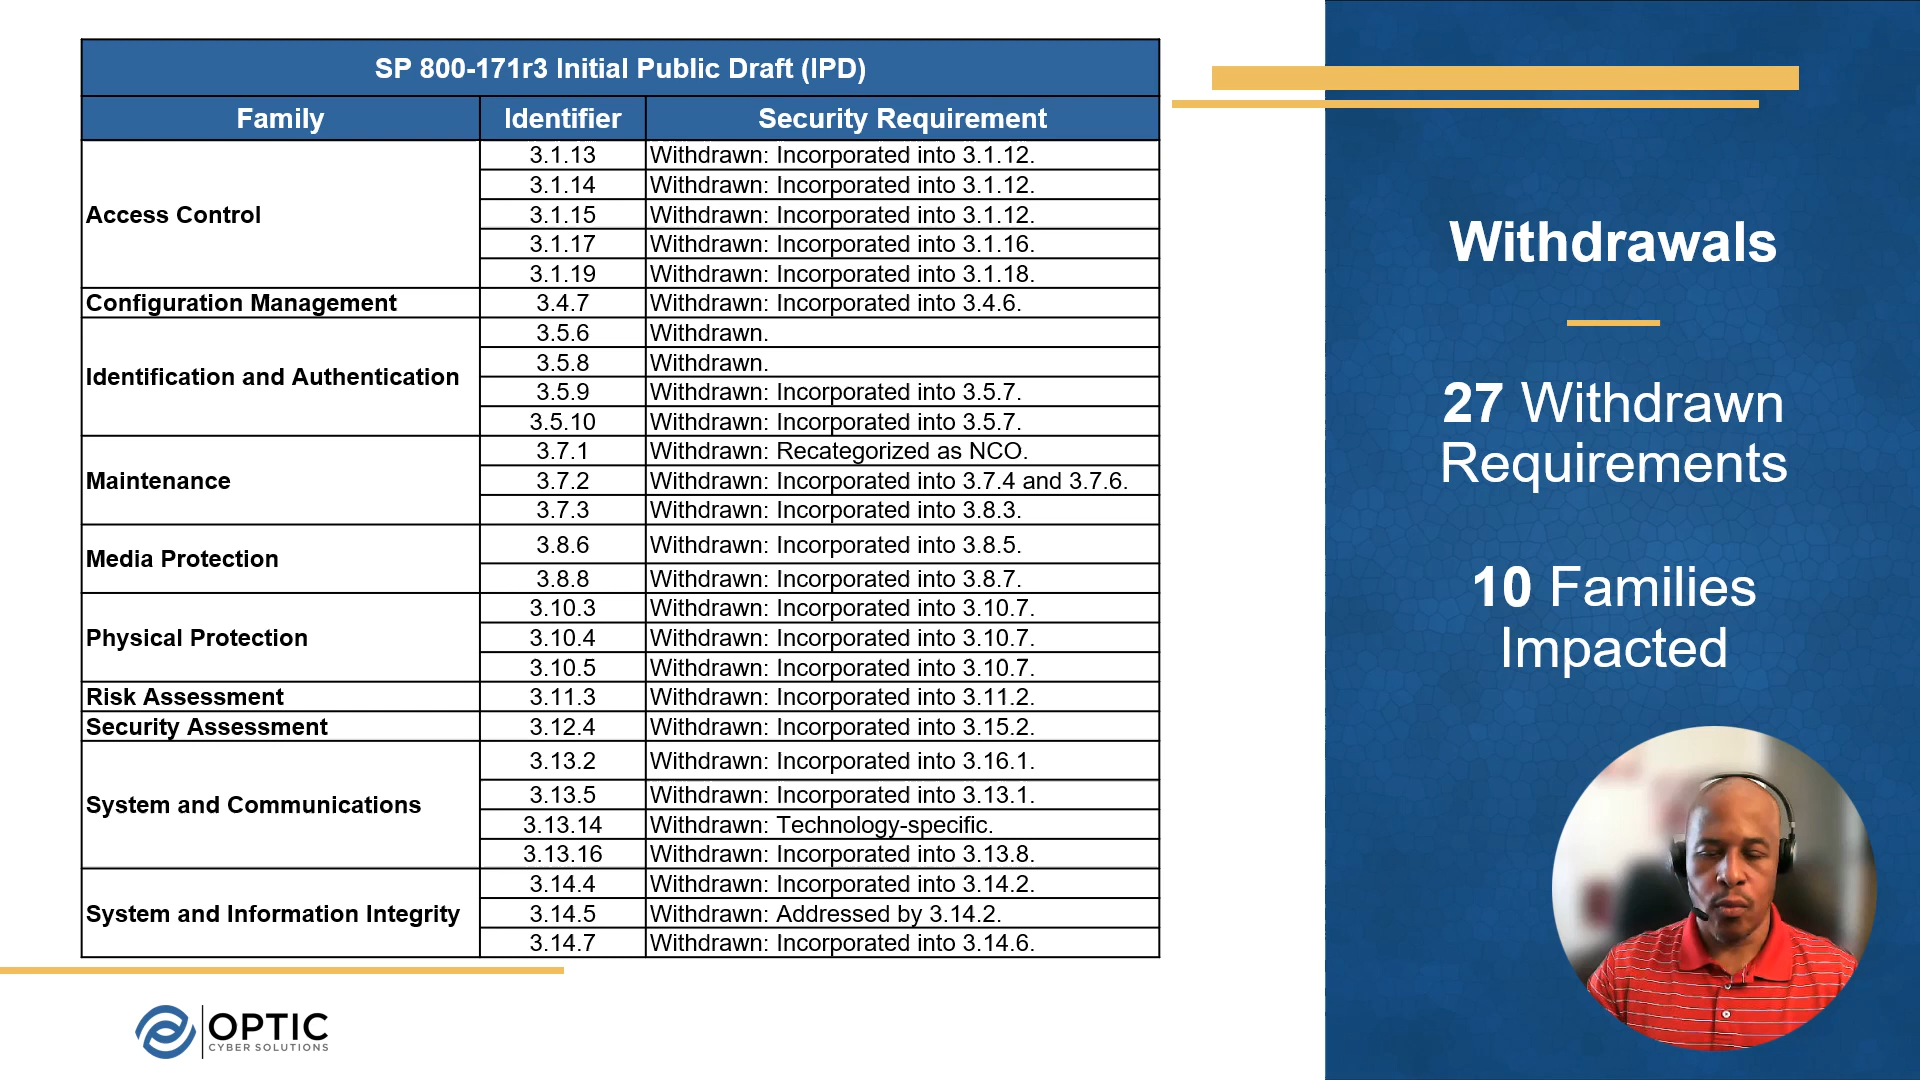 SP 800-171r3 Initial Public Draft (IPD)
Family Identifier Security Requirement
Access Control
3.1.13 Withdrawn: Incorporated into 3.1.12.
3.1.14 Withdrawn: Incorporated into 3.1.12.
3.1.15 Withdrawn: Incorporated into 3.1.12.
3.1.17 Withdrawn: Incorporated into 3.1.16.
3.1.19 Withdrawn: Incorporated into 3.1.18.
Configuration Management 3.4.7 Withdrawn: Incorporated into 3.4.6.
Identification and Authentication
3.5.6 Withdrawn.
3.5.8 Withdrawn.
3.5.9 Withdrawn: Incorporated into 3.5.7.
3.5.10 Withdrawn: Incorporated into 3.5.7.
Maintenance
3.7.1 Withdrawn: Recategorized as NCO.
3.7.2 Withdrawn: Incorporated into 3.7.4 and 3.7.6.
3.7.3 Withdrawn: Incorporated into 3.8.3.
Media Protection
3.8.6 Withdrawn: Incorporated into 3.8.5.
3.8.8 Withdrawn: Incorporated into 3.8.7.
Physical Protection
3.10.3 Withdrawn: Incorporated into 3.10.7.
3.10.4 Withdrawn: Incorporated into 3.10.7.
3.10.5 Withdrawn: Incorporated into 3.10.7.
Risk Assessment 3.11.3 Withdrawn: Incorporated into 3.11.2.
Security Assessment 3.12.4 Withdrawn: Incorporated into 3.15.2.
System and Communications
3.13.2 Withdrawn: Incorporated into 3.16.1.
3.13.5 Withdrawn: Incorporated into 3.13.1.
3.13.14 Withdrawn: Technology-specific.
3.13.16 Withdrawn: Incorporated into 3.13.8.
System and Information Integrity
3.14.4 Withdrawn: Incorporated into 3.14.2.
3.14.5 Withdrawn: Addressed by 3.14.2.
3.14.7 Withdrawn: Incorporated into 3.14.6.
OPTIC
CYBER SOLUTIONS
Withdrawals
27 Withdrawn
Requirements
10 Families
Impacted